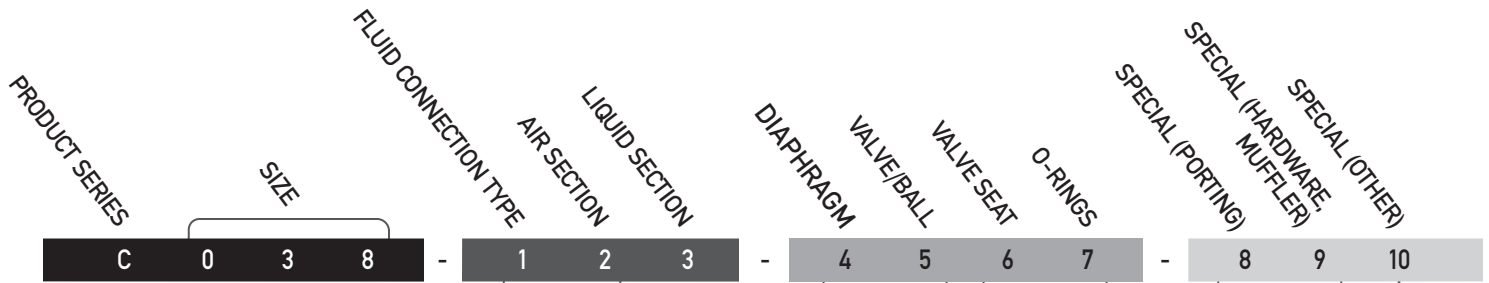 PRODUCT SERIES
SIZE
FLUID CONNECTION TYPE
AIR SECTION
LIQUID SECTION
DIAPHRAGM
VALVE/BALL
VALVE SEAT
O-RINGS
SPECIAL (PORTING)
SPECIAL (HARDWARE,
MUFFLER)
SPECIAL (OTHER)
C 0 3 8 - 1 2 3 - 4 5 6 7 - 8 9 10